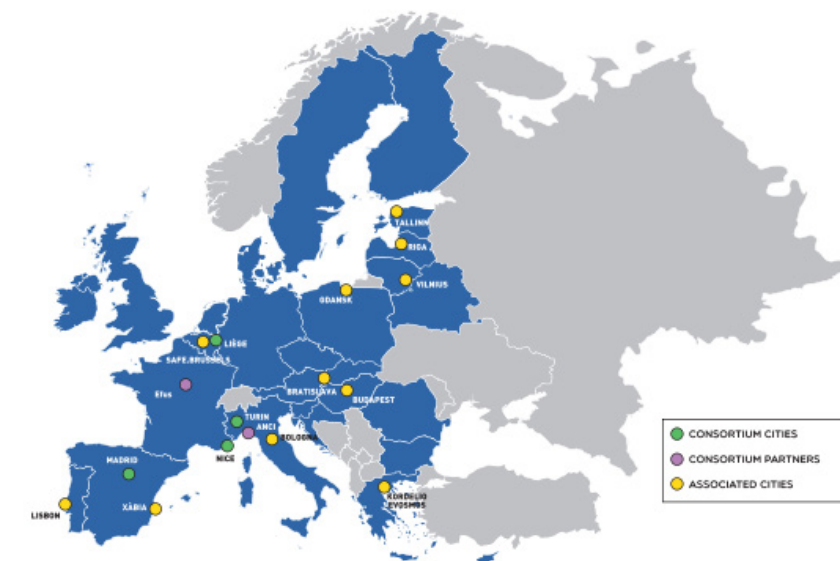 TALLINN
RIGA
VILNIUS
GDANSK
LIÈGE
SAFE.BRUSSELS
Efus
BRATISLAVA
BUDAPEST
TURIN
ANCI
BOLOGNA
NICE
MADRID
LISBON
XÀBIA
KORDELIO
EVOSMOS
CONSORTIUM CITIES
CONSORTIUM PARTNERS
ASSOCIATED CITIES